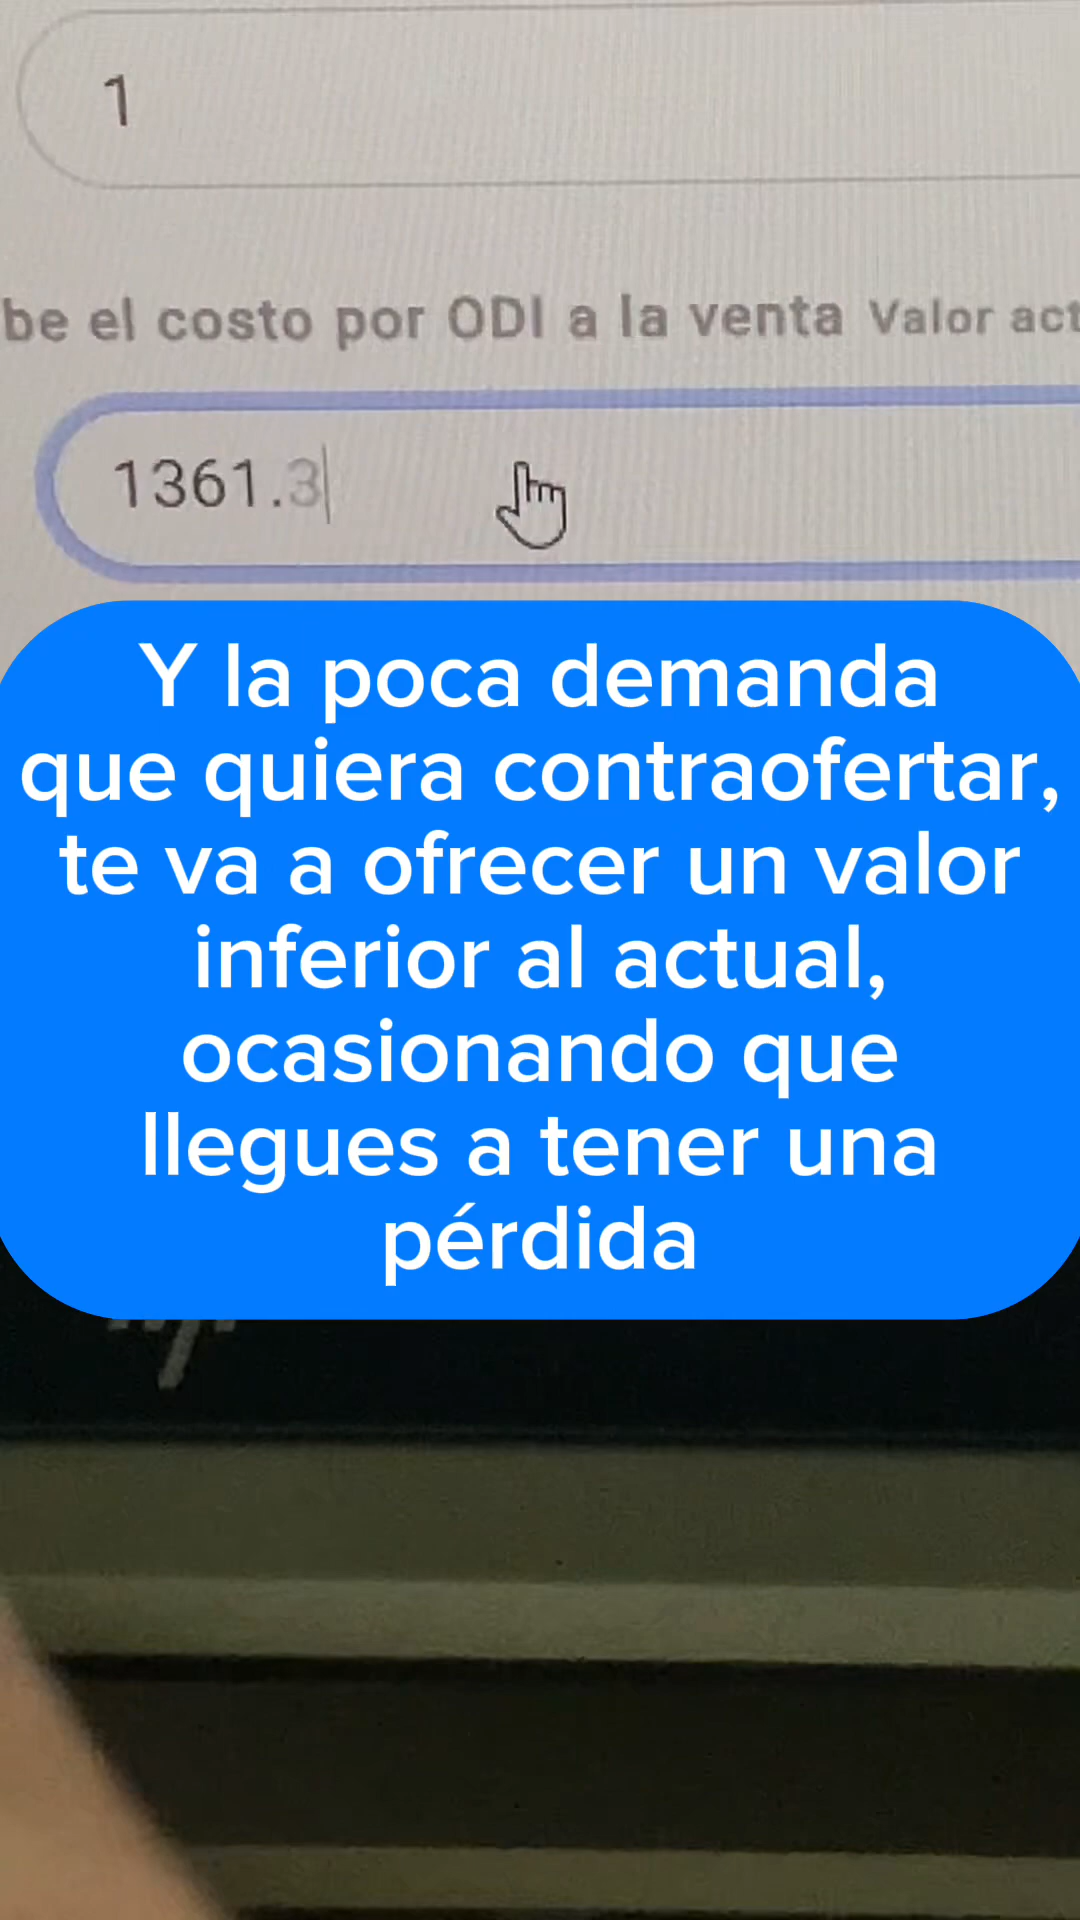 1
be el costo por ODI a la venta Valor act
1361.3
Y la poca demanda
que quiera contraofertar,
te va a ofrecer un valor
inferior al actual,
ocasionando que
llegues a tener una
pérdida